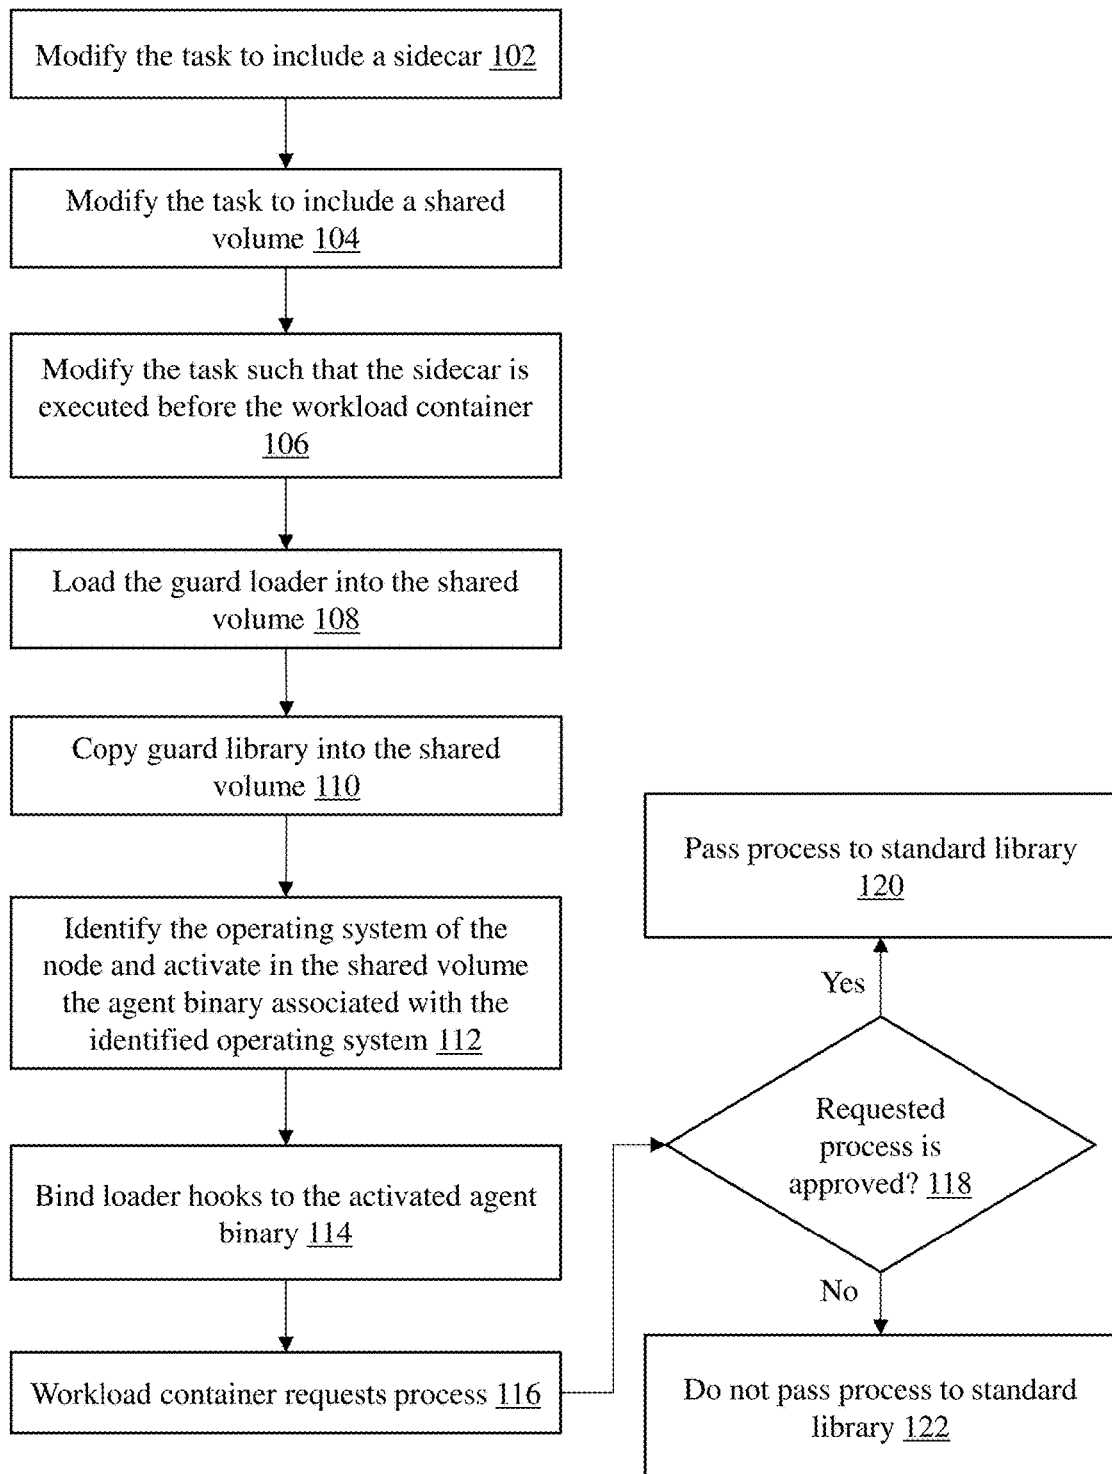 Modify the task to include a sidecar 102
Modify the task to include a shared
volume 104
Modify the task such that the sidecar is
executed before the workload container
106
Load the guard loader into the shared
volume 108
Copy guard library into the shared
volume 110
Identify the operating system of the
node and activate in the shared volume
the agent binary associated with the
identified operating system 112
Bind loader hooks to the activated agent
binary 114
Workload container requests process 116
Pass process to standard library
120
Yes
Requested
process is
approved? 118
No
Do not pass process to standard
library 122